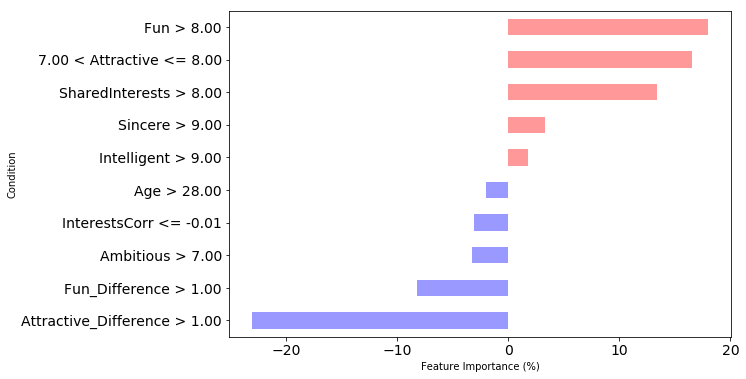 Fun > 8.00
7.00 < Attractive <= 8.00
SharedInterests > 8.00
Sincere > 9.00
Intelligent > 9.00
Age > 28.00
InterestsCorr <= -0.01
Ambitious > 7.00
Fun_Difference > 1.00
Attractive_Difference > 1.00
Condition
−20 −10 0 10 20
Feature Importance (%)